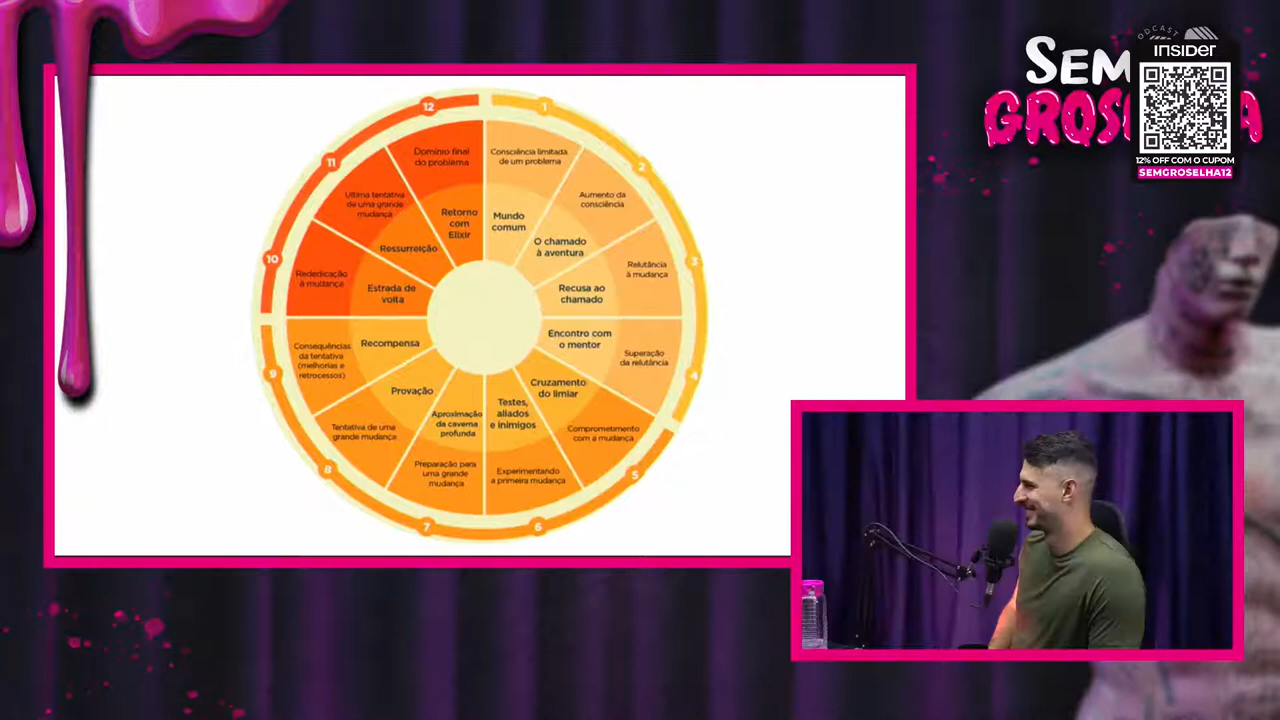 12
1
2
3
4
5
6
7
8
9
10
11
Domínio final
do problema
Consciência limitada
de um problema
Aumento da
consciência
Relutância
à mudança
Superação
da relutância
Comprometimento
com a mudança
Experimentando
a primeira mudança
Preparação para
uma grande
mudança
Tentativa de uma
grande mudança
Consequências
da tentativa
(melhorias e
retrocessos)
Rededicação
à mudança
Última tentativa
de uma grande
mudança
Retorno
com
Elixir
Mundo
comum
O chamado
à aventura
Recusa ao
chamado
Encontro com
o mentor
Cruzamento
do limiar
Testes,
aliados
e inimigos
Aproximação
da caverna
profunda
Provação
Recompensa
Estrada de
volta
Ressurreição
SEM
insider
12% OFF COM O CUPOM
SEMGROSELHA12